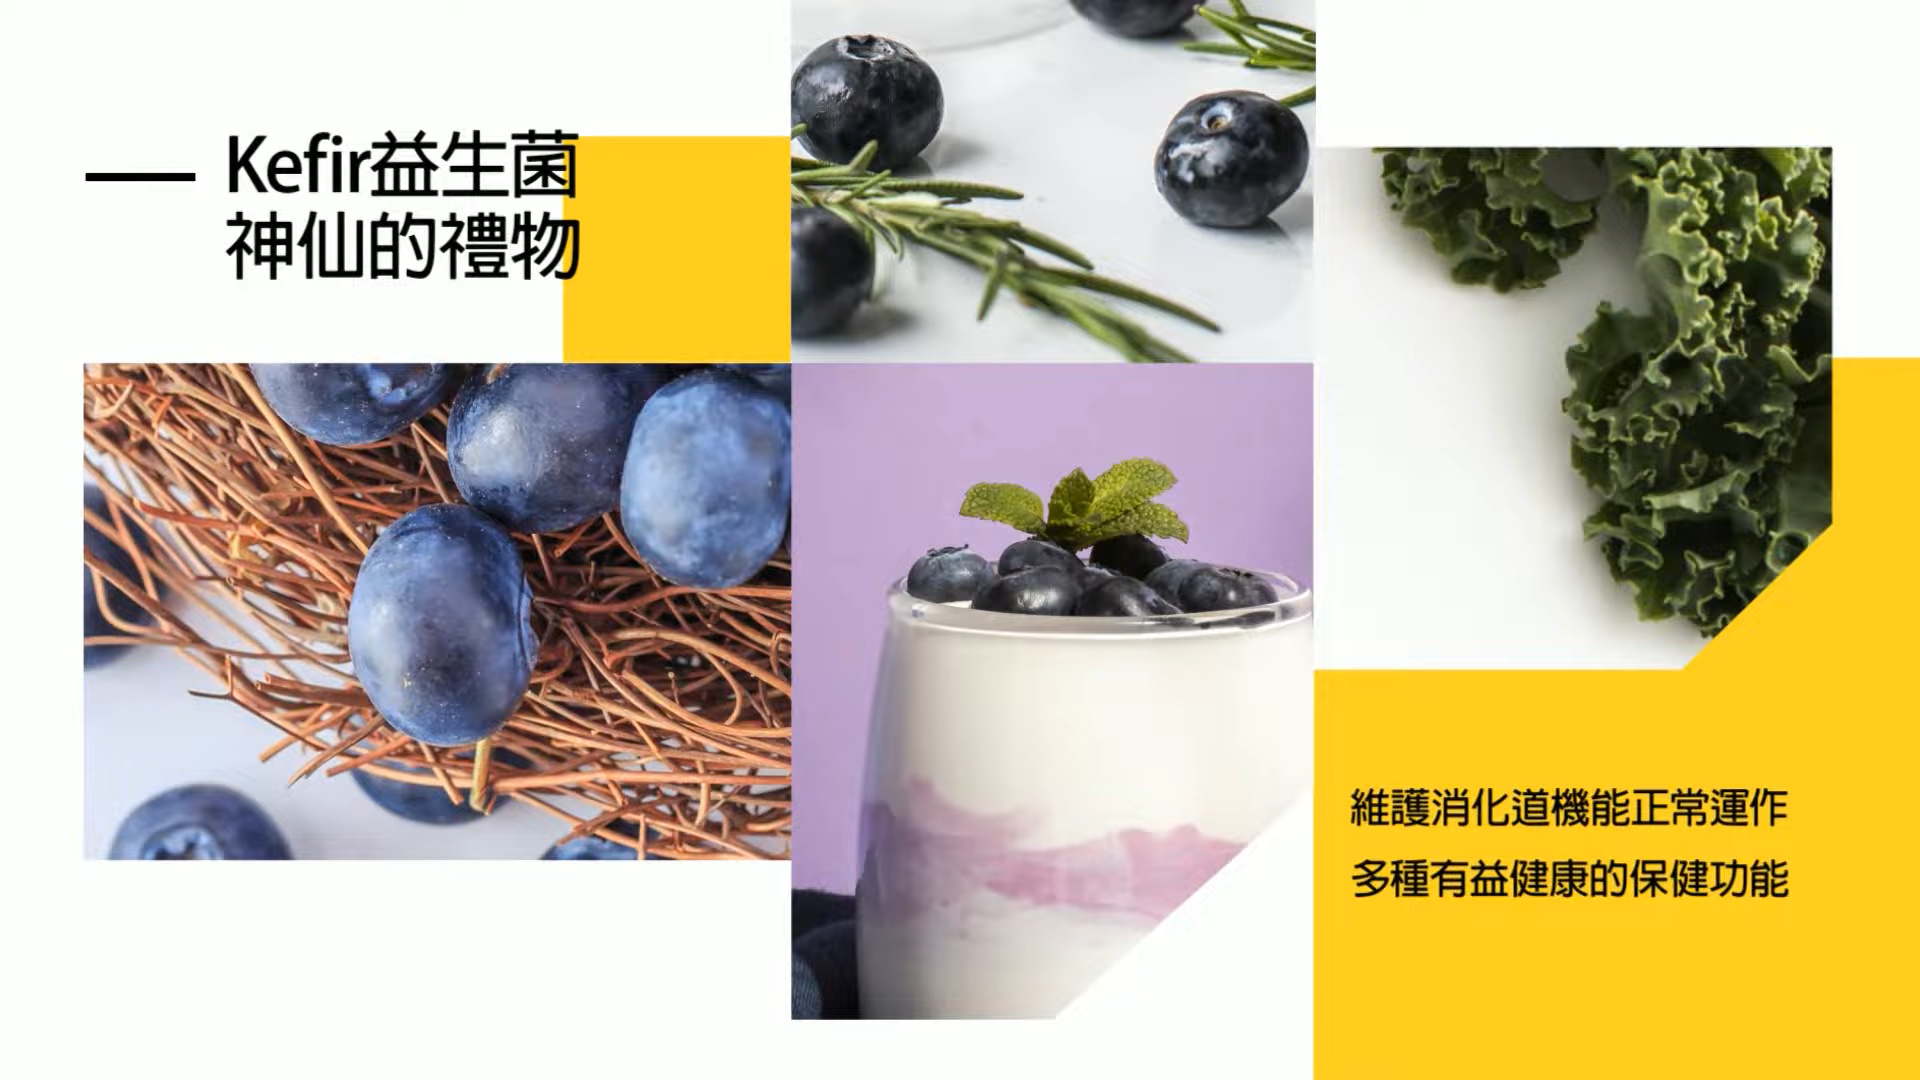 Kefir益生菌
神仙的禮物
維護消化道機能正常運作
多種有益健康的保健功能